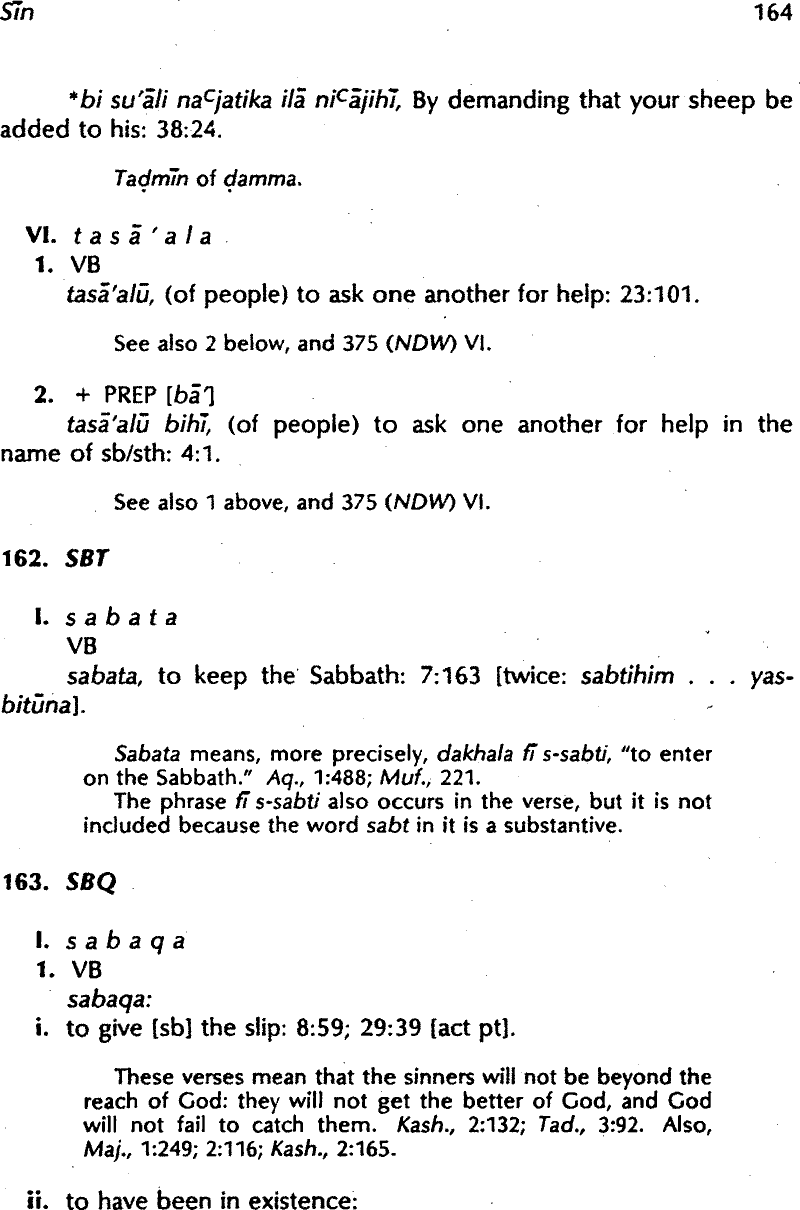 Sīn 164
*bi su'āli naᶜjatika ilā niᶜājihī, By demanding that your sheep be
added to his: 38:24.
Taḍmīn of ḍamma.
VI. t a s ā ' a l a
1. VB
tasā'alū, (of people) to ask one another for help: 23:101.
See also 2 below, and 375 (NDW) VI.
2. + PREP [bā']
tasā'alū bihī, (of people) to ask one another for help in the
name of sb/sth: 4:1.
See also 1 above, and 375 (NDW) VI.
162. SBT
I. s a b a t a
VB
sabata, to keep the Sabbath: 7:163 [twice: sabtihim . . . yas-
bitūna].
Sabata means, more precisely, dakhala fī s-sabti, "to enter
on the Sabbath." Aq., 1:488; Muf., 221.
The phrase fī s-sabti also occurs in the verse, but it is not
included because the word sabt in it is a substantive.
163. SBQ
I. s a b a q a
1. VB
sabaqa:
i. to give [sb] the slip: 8:59; 29:39 [act pt].
These verses mean that the sinners will not be beyond the
reach of God: they will not get the better of God, and God
will not fail to catch them. Kash., 2:132; Tad., 3:92. Also,
Maj., 1:249; 2:116; Kash., 2:165.
ii. to have been in existence: